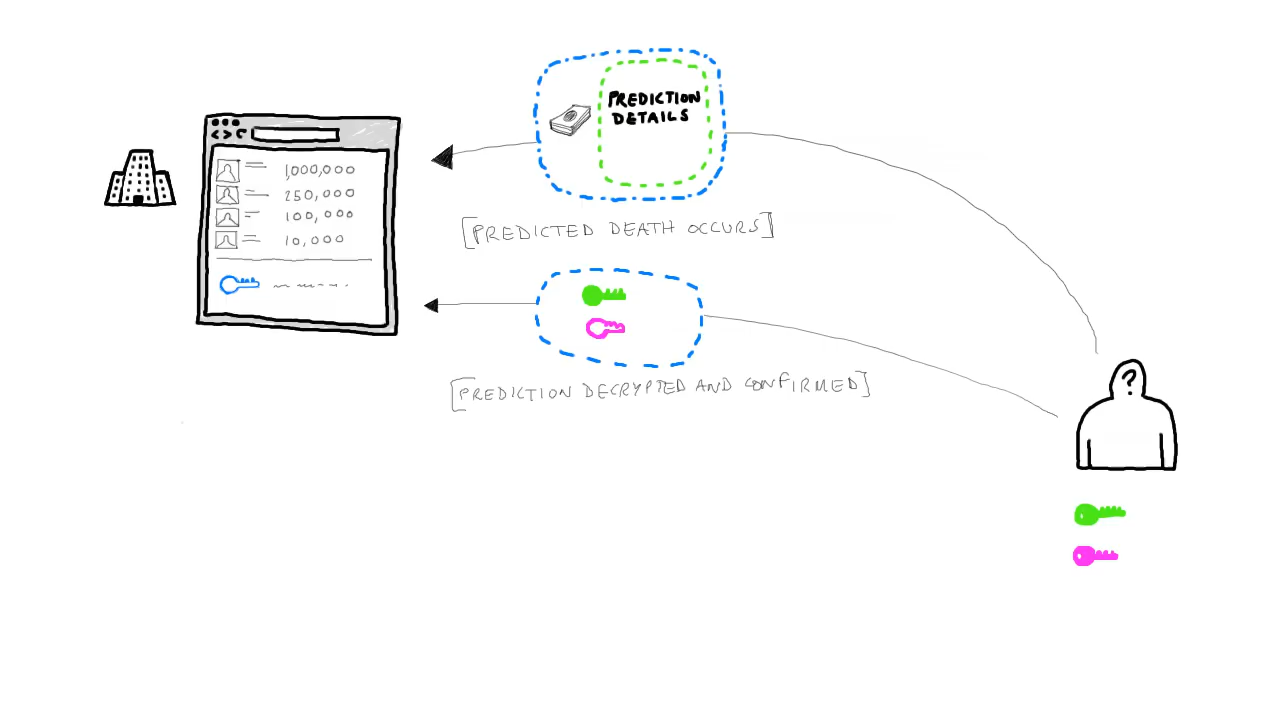 PREDICTION
DETAILS
1,000,000
250,000
100,000
10,000
[PREDICTED DEATH OCCURS]
[PREDICTION DECRYPTED AND CONFIRMED]
?